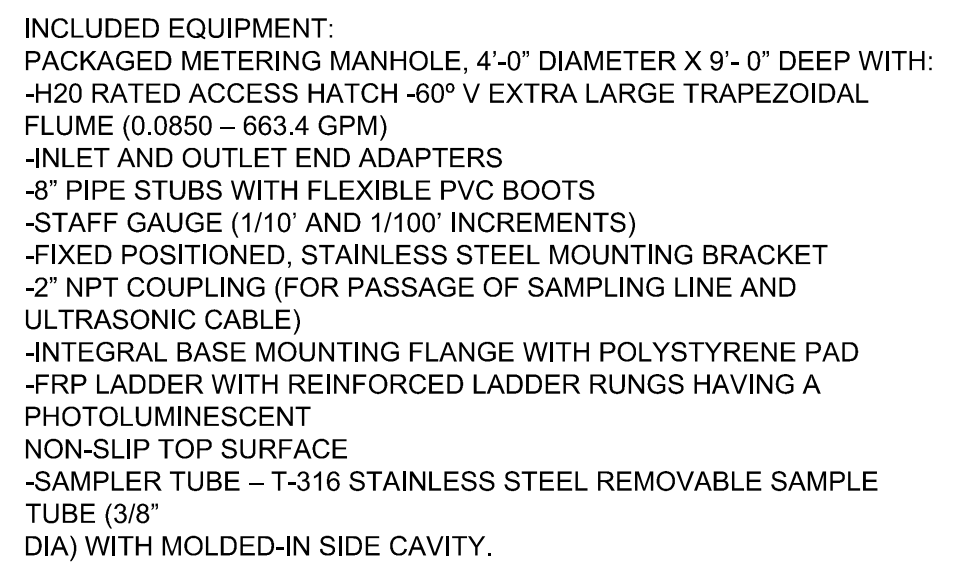 INCLUDED EQUIPMENT:
PACKAGED METERING MANHOLE, 4'-0” DIAMETER X 9'- 0” DEEP WITH:
-H20 RATED ACCESS HATCH -60º V EXTRA LARGE TRAPEZOIDAL
FLUME (0.0850 – 663.4 GPM)
-INLET AND OUTLET END ADAPTERS
-8” PIPE STUBS WITH FLEXIBLE PVC BOOTS
-STAFF GAUGE (1/10’ AND 1/100’ INCREMENTS)
-FIXED POSITIONED, STAINLESS STEEL MOUNTING BRACKET
-2” NPT COUPLING (FOR PASSAGE OF SAMPLING LINE AND
ULTRASONIC CABLE)
-INTEGRAL BASE MOUNTING FLANGE WITH POLYSTYRENE PAD
-FRP LADDER WITH REINFORCED LADDER RUNGS HAVING A
PHOTOLUMINESCENT
NON-SLIP TOP SURFACE
-SAMPLER TUBE – T-316 STAINLESS STEEL REMOVABLE SAMPLE
TUBE (3/8”
DIA) WITH MOLDED-IN SIDE CAVITY.